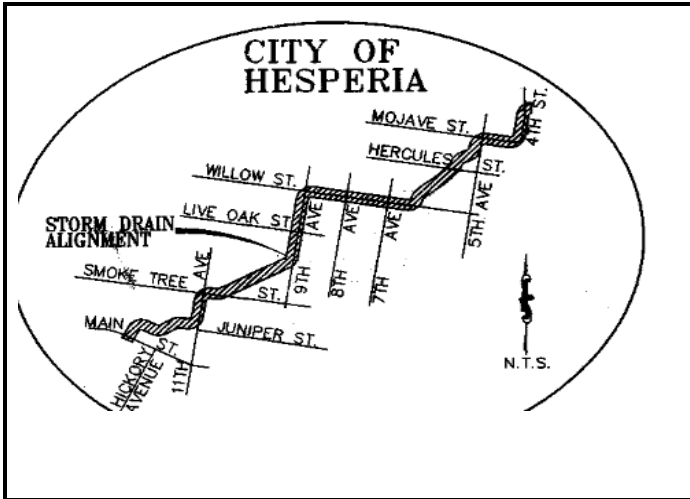 CITY OF
HESPERIA
4TH ST.
MOJAVE ST.
HERCULES ST.
WILLOW ST.
5TH AVE
LIVE OAK ST.
STORM DRAIN
ALIGNMENT
9TH AVE
8TH AVE
7TH AVE
SMOKE TREE ST.
11TH AVE
MAIN ST.
JUNIPER ST.
HICKORY
AVENUE
N.T.S.